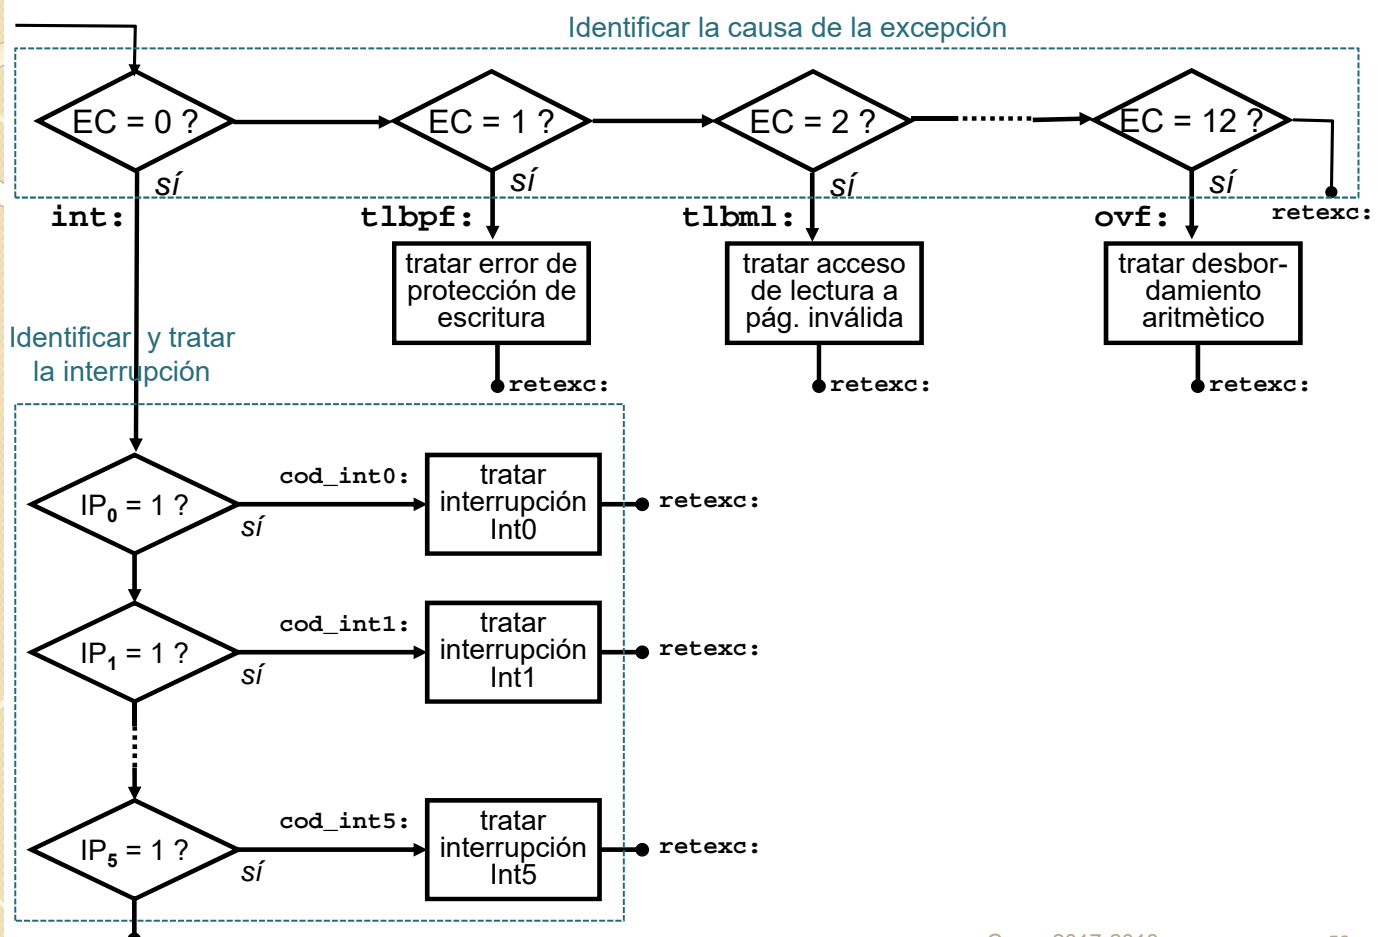 Identificar la causa de la excepción
EC = 0 ?
EC = 1 ?
EC = 2 ?
EC = 12 ?
sí
sí
sí
sí
int:
tlbpf:
tlbml:
ovf:
retexc:
tratar error de
protección de
escritura
tratar acceso
de lectura a
pág. inválida
tratar desbor-
damiento
aritmètico
Identificar y tratar
la interrupción
retexc:
retexc:
retexc:
IP0 = 1 ?
sí
cod_int0:
tratar
interrupción
Int0
retexc:
IP1 = 1 ?
sí
cod_int1:
tratar
interrupción
Int1
retexc:
IP5 = 1 ?
sí
cod_int5:
tratar
interrupción
Int5
retexc: